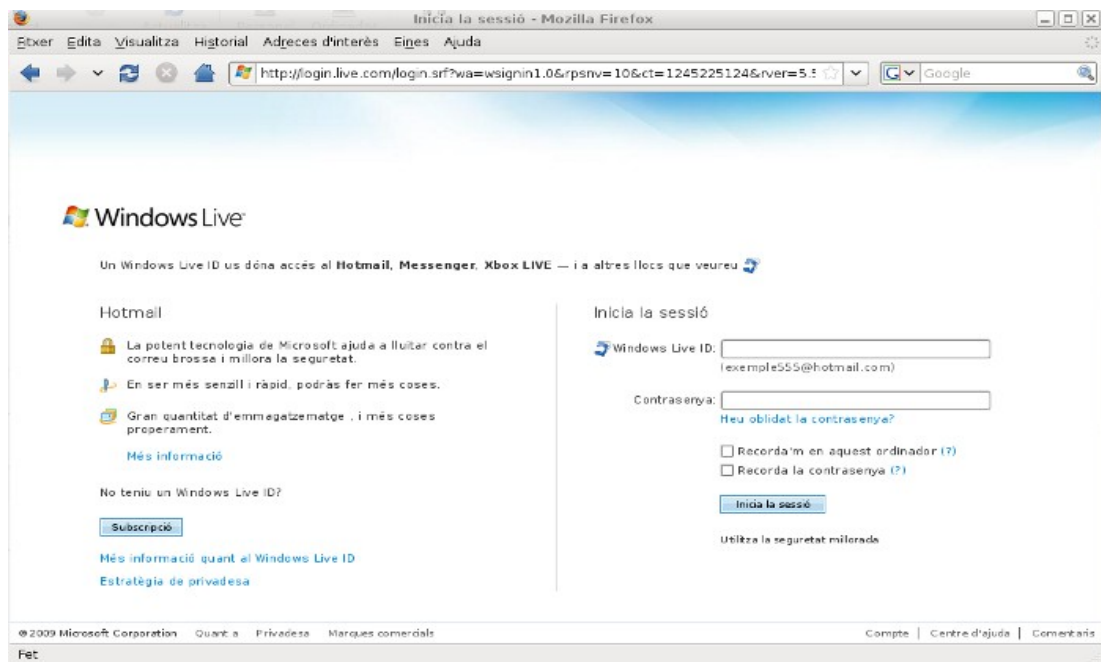 Inicia la sessió - Mozilla Firefox
Fitxer Edita Visualitza Historial Adreces d'interès Eines Ajuda
http://login.live.com/login.srf?wa=wsignin1.0&rpsnv=10&ct=1245225124&rver=5.5
Google
Windows Live
Un Windows Live ID us dóna accés al Hotmail, Messenger, Xbox LIVE — i a altres llocs que veureu
Hotmail
La potent tecnologia de Microsoft ajuda a lluitar contra el
correu brossa i millora la seguretat.
En ser més senzill i ràpid, podràs fer més coses.
Gran quantitat d'emmagatzematge , i més coses
properament.
Més informació
No teniu un Windows Live ID?
Subscripció
Més informació quant al Windows Live ID
Estratègia de privadesa
Inicia la sessió
Windows Live ID:
(exemple555@hotmail.com)
Contrasenya:
Heu oblidat la contrasenya?
Recorda'm en aquest ordinador (?)
Recorda la contrasenya (?)
Inicia la sessió
Utilitza la seguretat millorada
©2009 Microsoft Corporation Quant a Privadesa Marques comercials
Compte | Centre d'ajuda | Comentaris
Fet